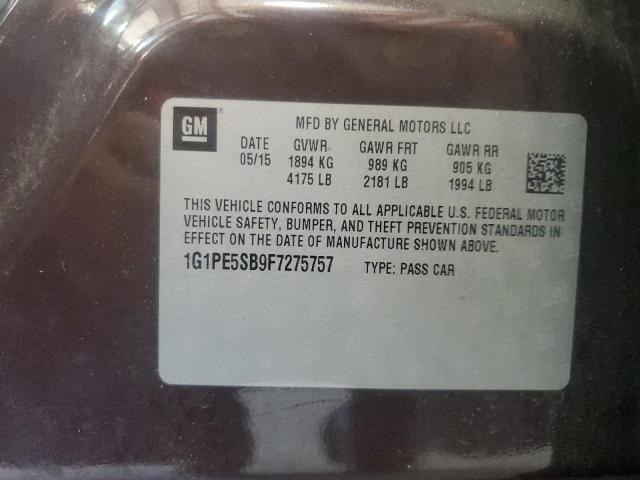 GM ®
MFD BY GENERAL MOTORS LLC
DATE GVWR GAWR FRT GAWR RR
05/15 1894 KG 989 KG 905 KG
4175 LB 2181 LB 1994 LB
THIS VEHICLE CONFORMS TO ALL APPLICABLE U.S. FEDERAL MOTOR
VEHICLE SAFETY, BUMPER, AND THEFT PREVENTION STANDARDS IN
EFFECT ON THE DATE OF MANUFACTURE SHOWN ABOVE.
1G1PE5SB9F7275757 TYPE: PASS CAR